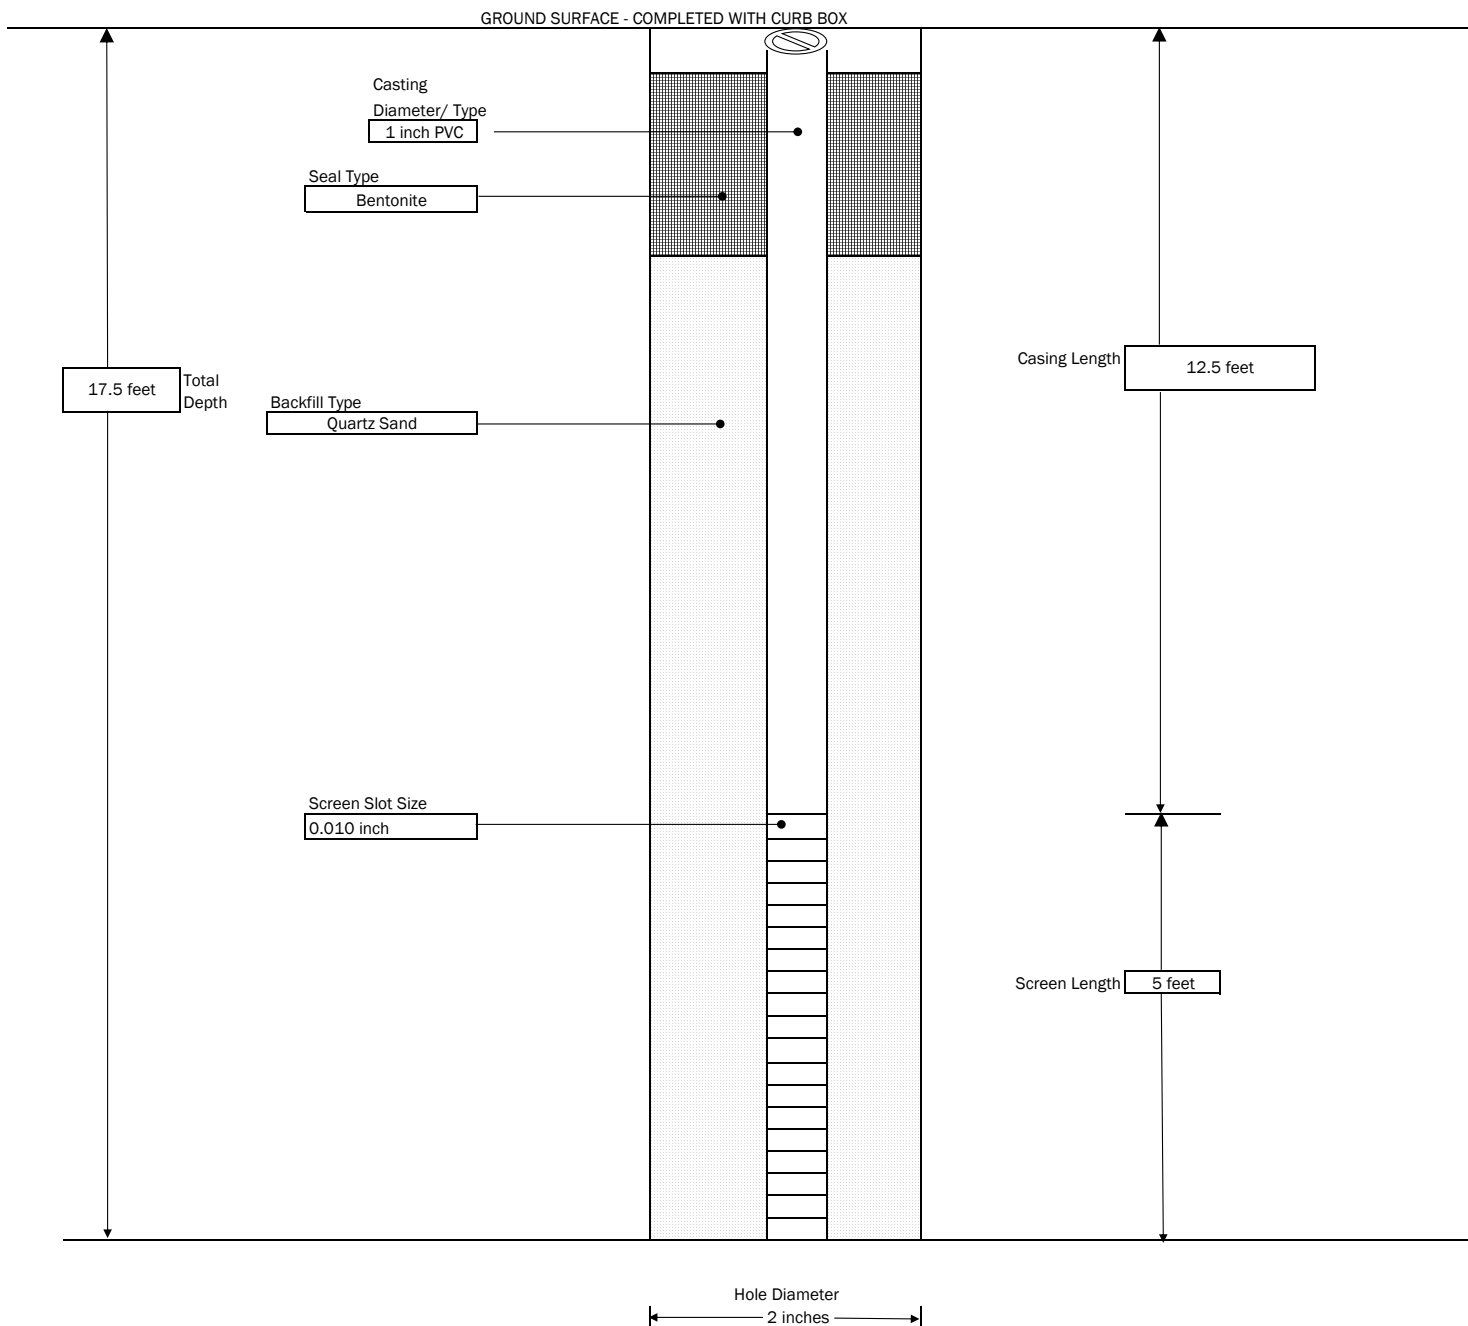 GROUND SURFACE - COMPLETED WITH CURB BOX
Casting
Diameter/ Type
1 inch PVC
Seal Type
Bentonite
Casing Length
12.5 feet
17.5 feet
Total
Depth
Backfill Type
Quartz Sand
Screen Slot Size
0.010 inch
Screen Length
5 feet
Hole Diameter
2 inches